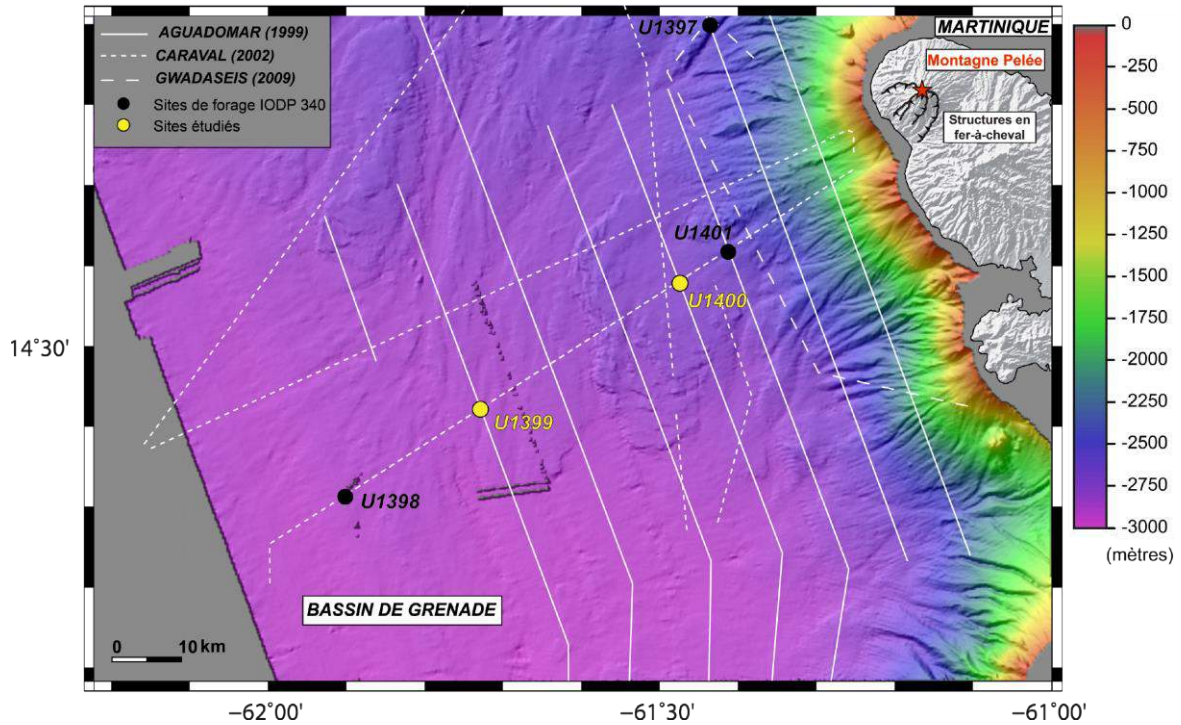 AGUADOMAR (1999)
CARAVAL (2002)
GWADASEIS (2009)
Sites de forage IODP 340
Sites étudiés
U1397
MARTINIQUE
Montagne Pelée
Structures en
fer-à-cheval
U1401
U1400
U1399
U1398
14°30'
BASSIN DE GRENADE
0 10 km
−62°00'
−61°30'
−61°00'
0
-250
-500
-750
-1000
-1250
-1500
-1750
-2000
-2250
-2500
-2750
-3000
(mètres)